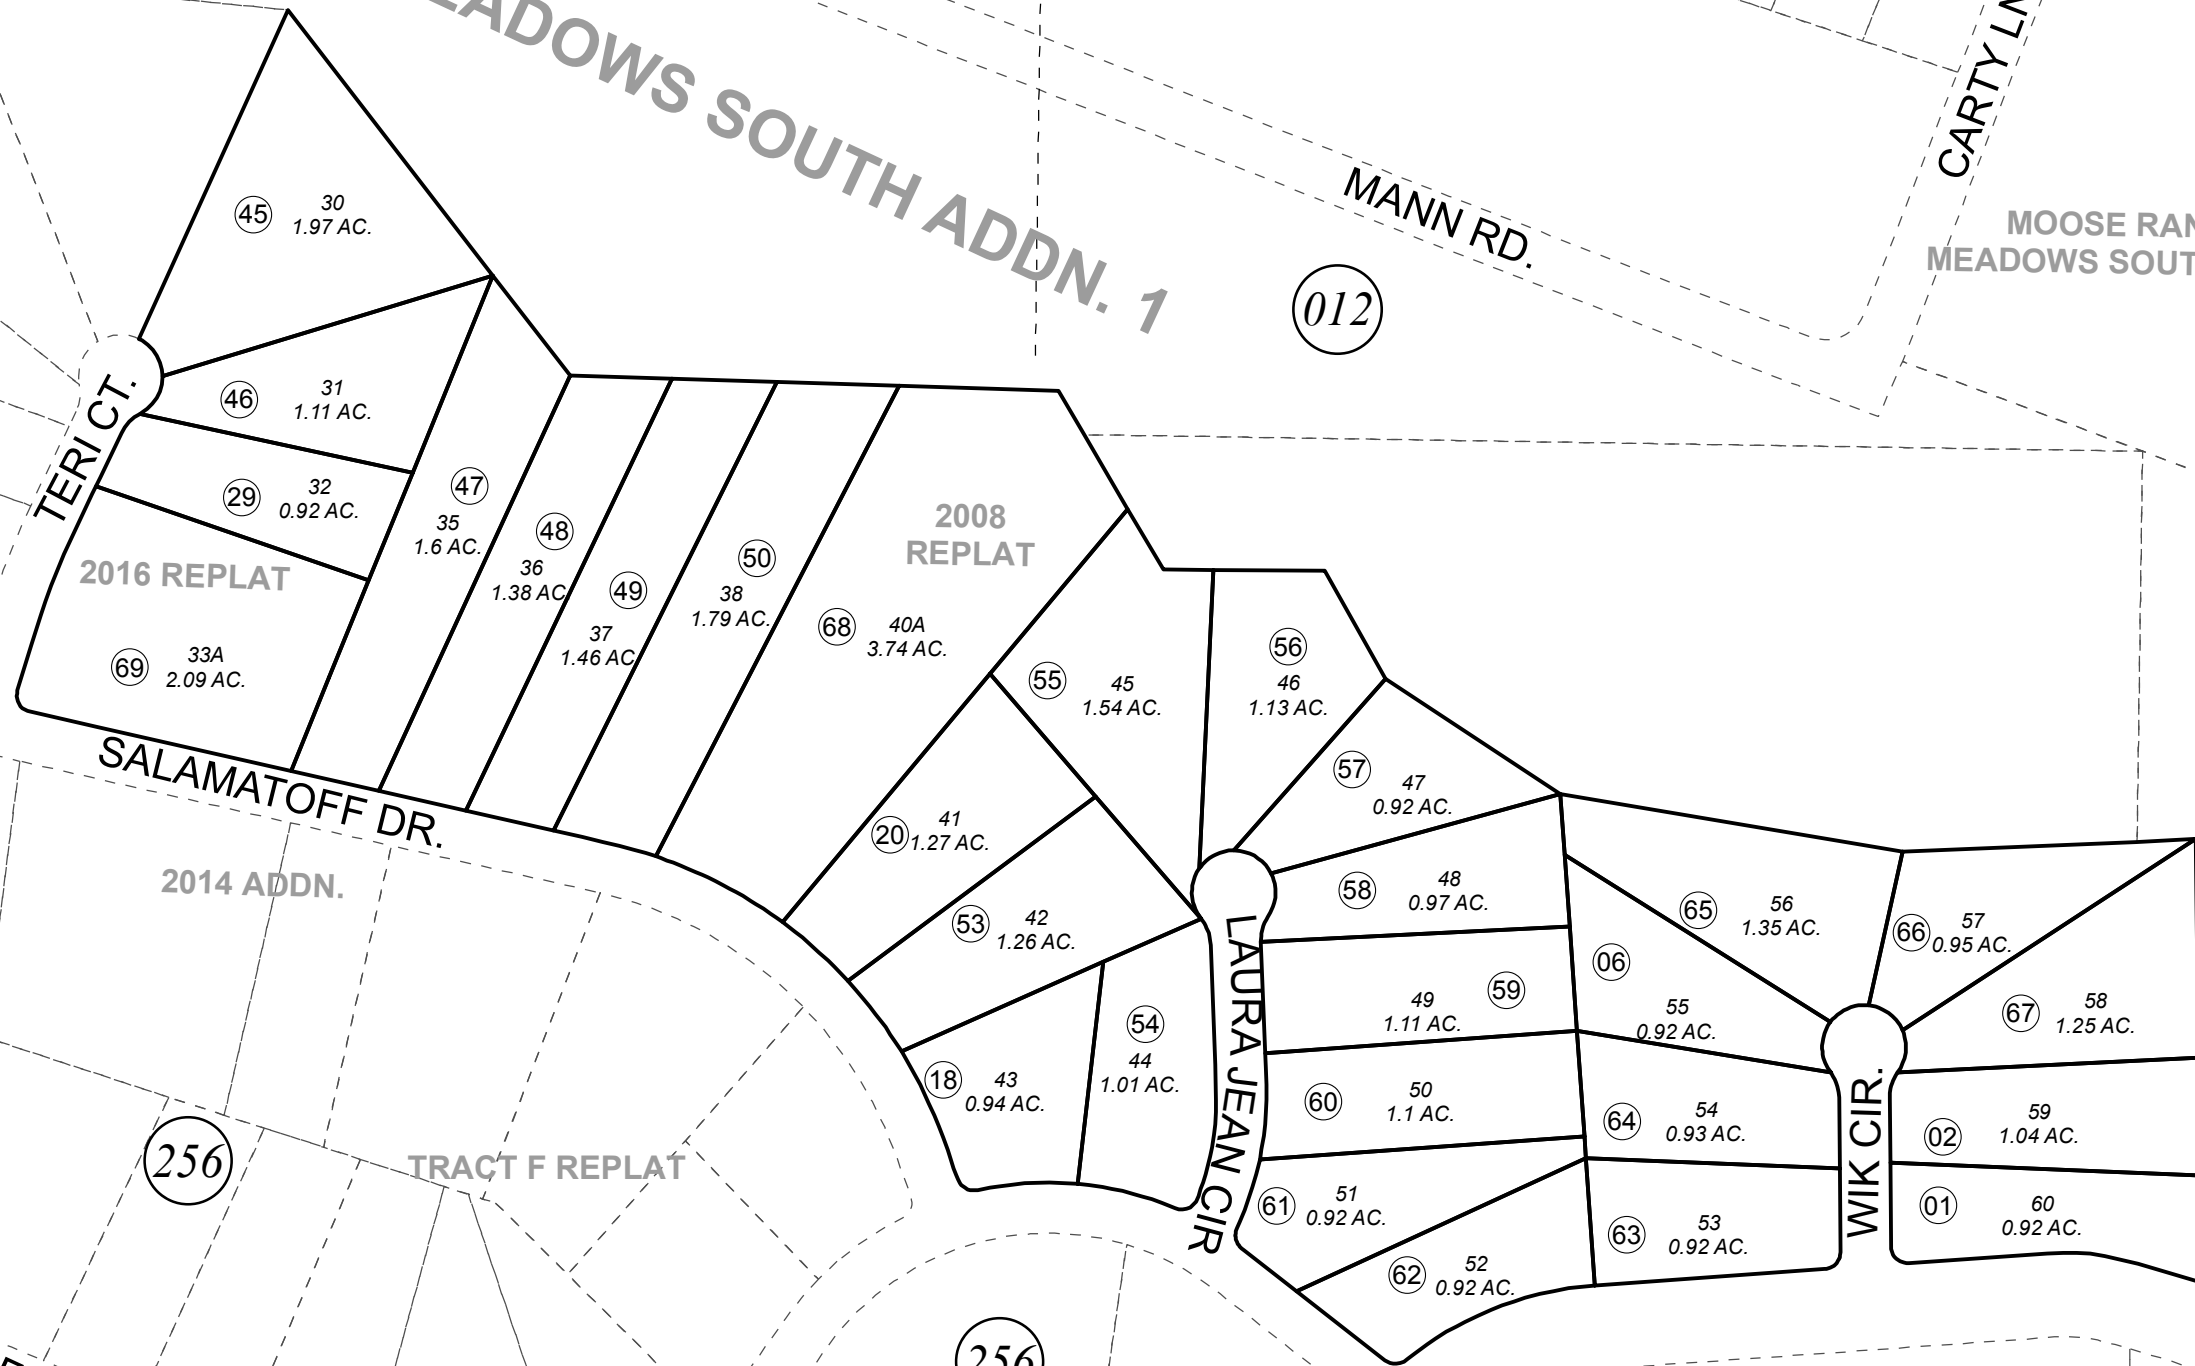 MEADOWS SOUTH ADDN. 1
CARTY LN
MANN RD.
MOOSE RAN
MEADOWS SOUT
012
45
30
1.97 AC.
46
31
1.11 AC.
TERI CT.
29
32
0.92 AC.
2016 REPLAT
69
33A
2.09 AC.
47
35
1.6 AC.
48
36
1.38 AC
49
37
1.46 AC
50
38
1.79 AC.
2008
REPLAT
68
40A
3.74 AC.
55
45
1.54 AC.
56
46
1.13 AC.
57
47
0.92 AC.
SALAMATOFF DR.
20
41
1.27 AC.
2014 ADDN.
53
42
1.26 AC.
58
48
0.97 AC.
65
56
1.35 AC.
66
57
0.95 AC.
06
55
0.92 AC.
59
49
1.11 AC.
67
58
1.25 AC.
LAURA JEAN CIR
54
44
1.01 AC.
18
43
0.94 AC.
60
50
1.1 AC.
64
54
0.93 AC.
WIK CIR.
02
59
1.04 AC.
256
TRACT F REPLAT
61
51
0.92 AC.
63
53
0.92 AC.
01
60
0.92 AC.
62
52
0.92 AC.
256